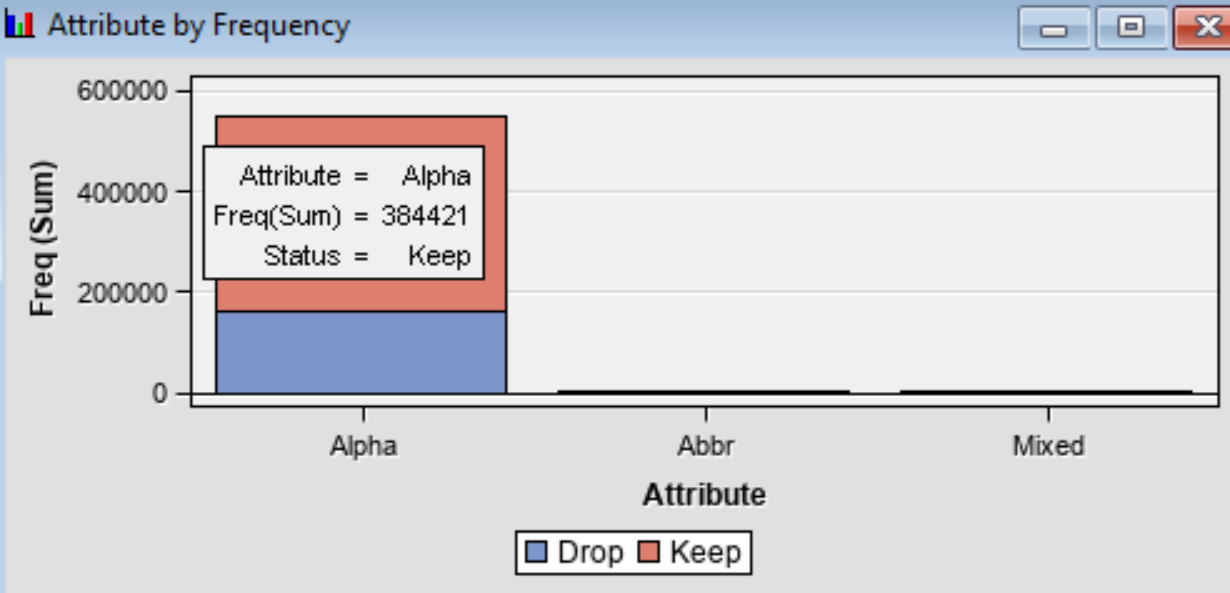 Attribute by Frequency
600000
400000
200000
0
Freq (Sum)
Attribute = Alpha
Freq(Sum) = 384421
Status = Keep
Alpha Abbr Mixed
Attribute
Drop Keep